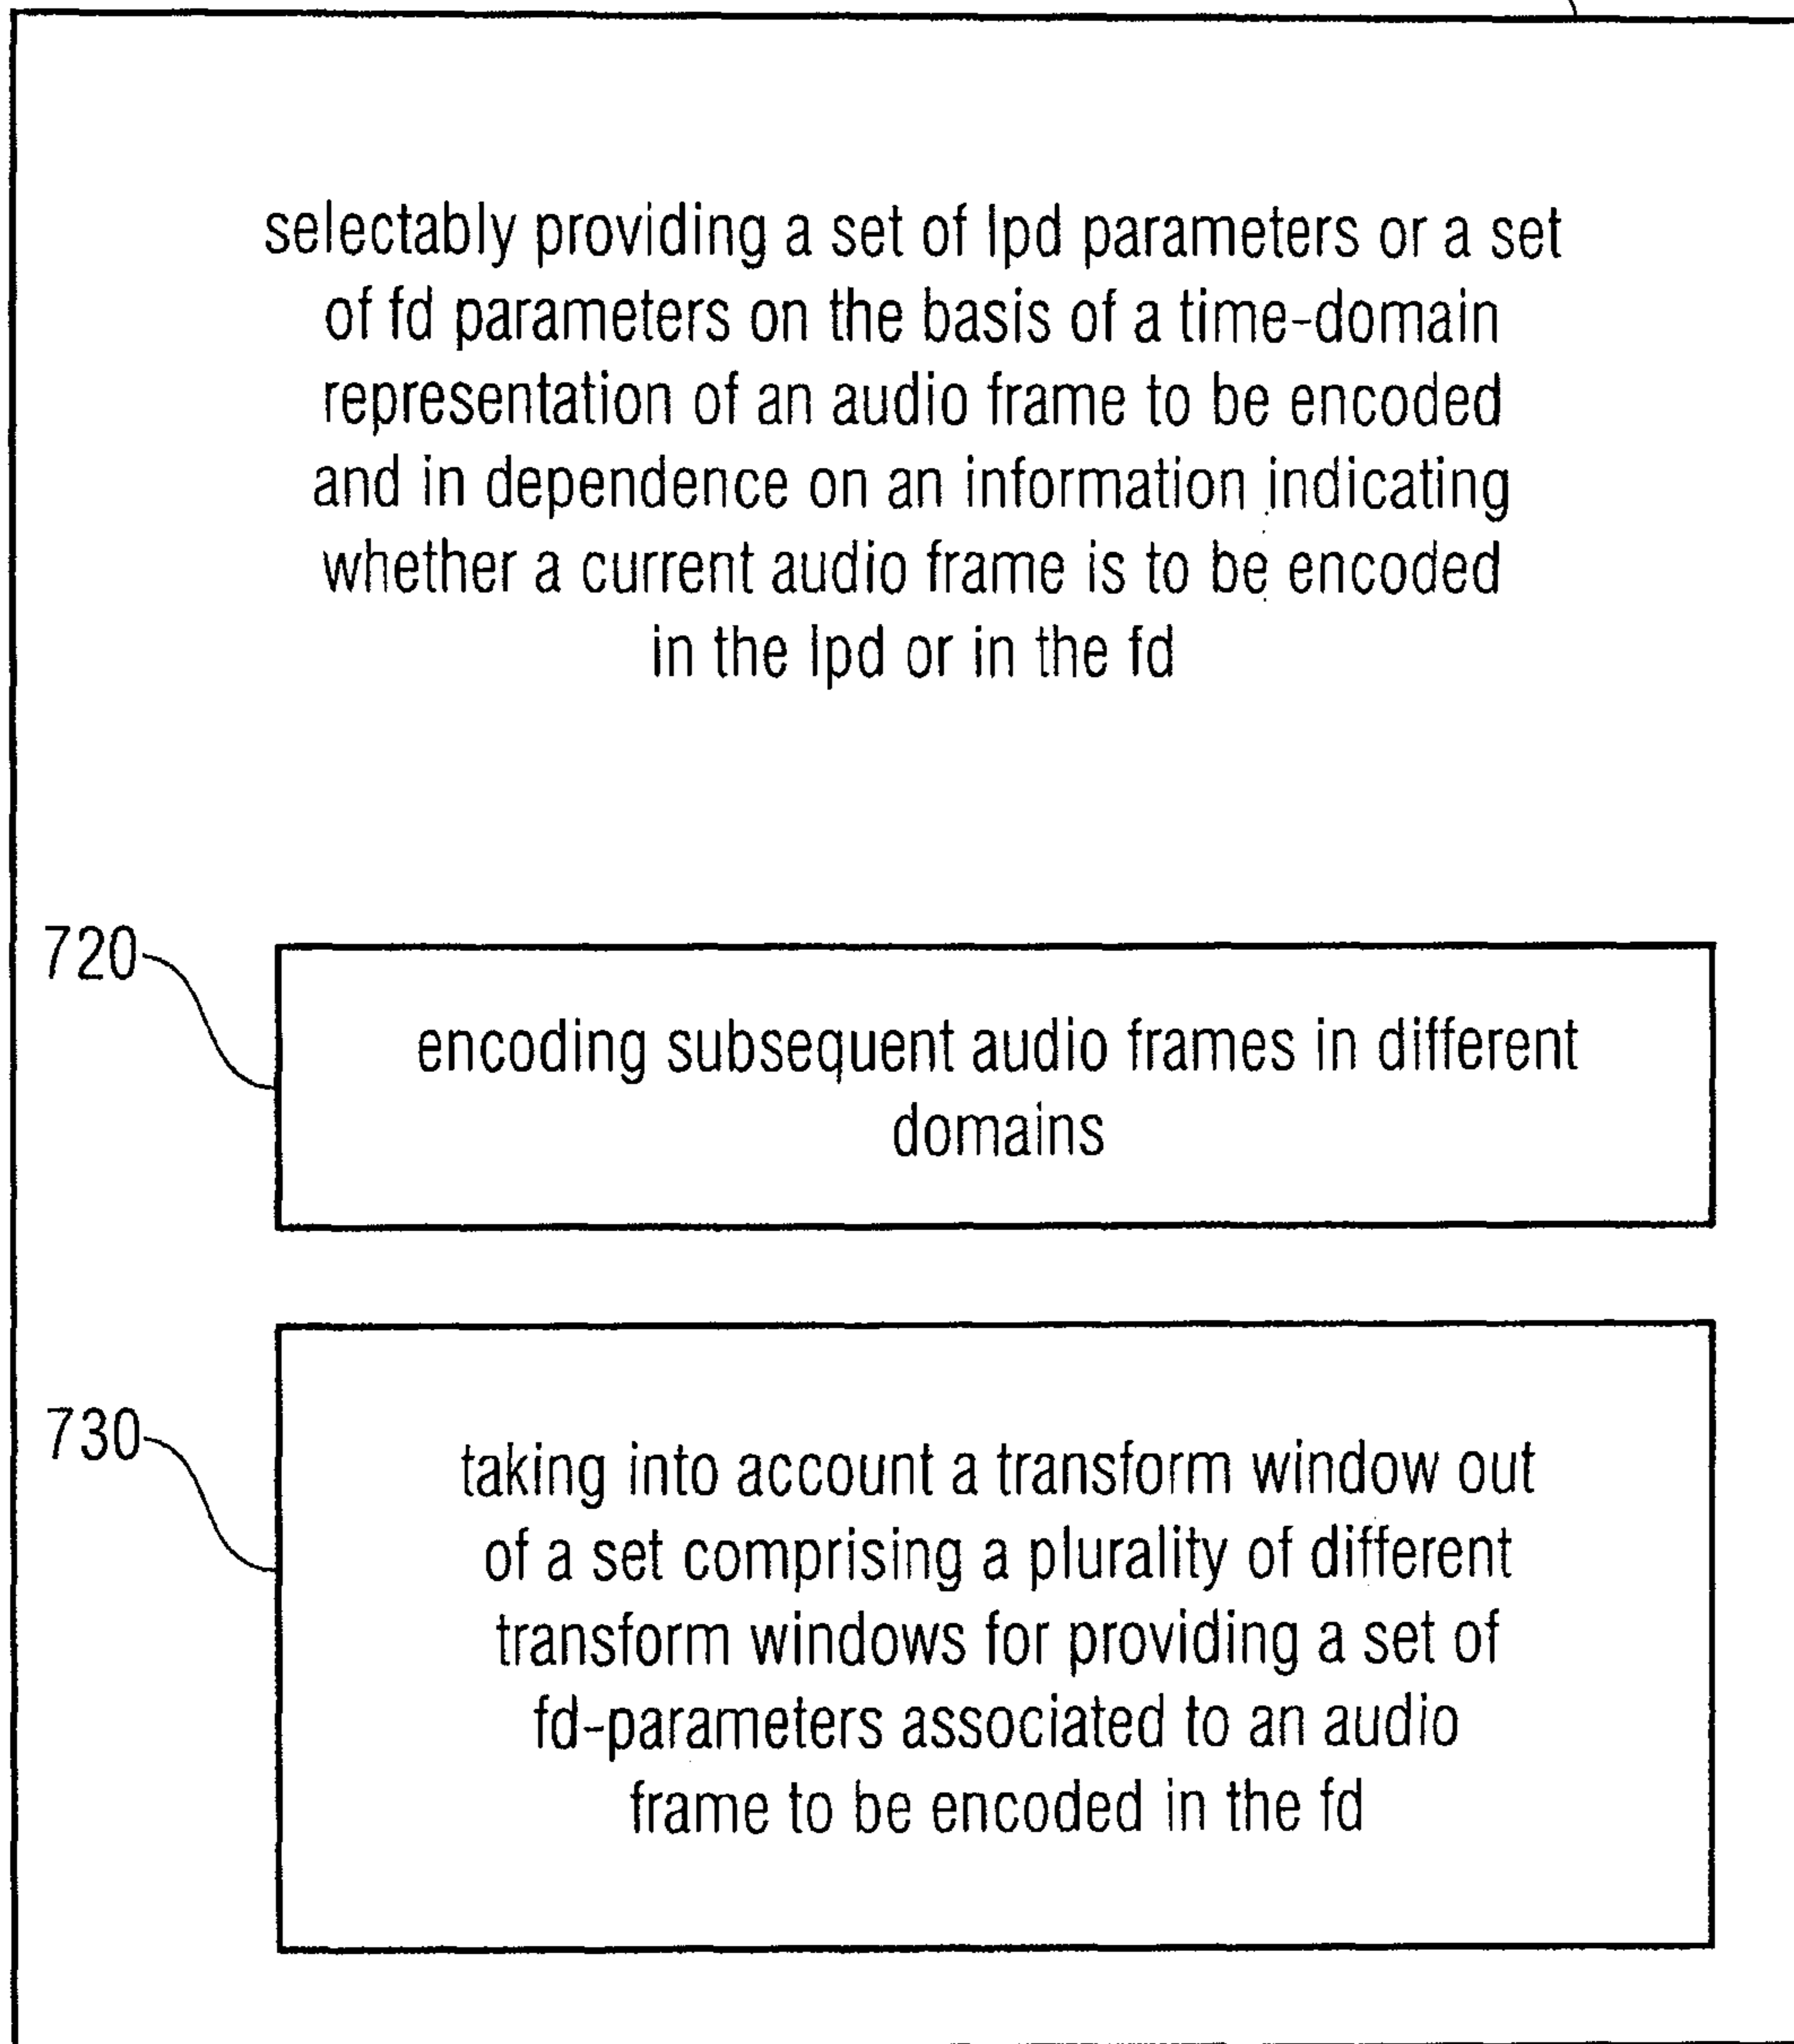 selectably providing a set of lpd parameters or a set
of fd parameters on the basis of a time-domain
representation of an audio frame to be encoded
and in dependence on an information indicating
whether a current audio frame is to be encoded
in the lpd or in the fd
720
encoding subsequent audio frames in different
domains
730
taking into account a transform window out
of a set comprising a plurality of different
transform windows for providing a set of
fd-parameters associated to an audio
frame to be encoded in the fd